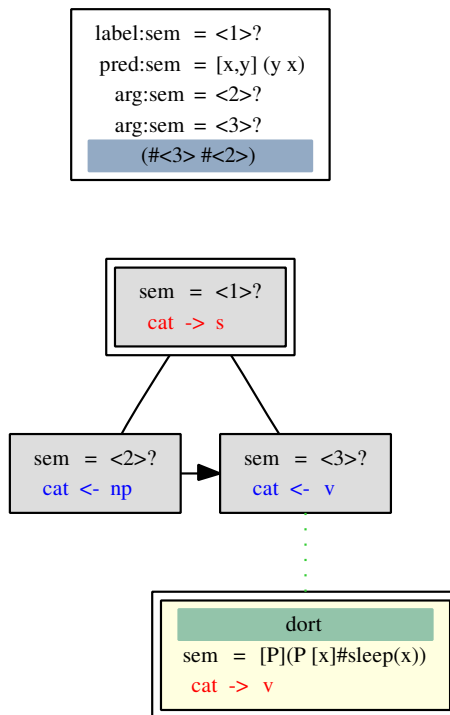 label:sem = <1>?
pred:sem = [x,y] (y x)
arg:sem = <2>?
arg:sem = <3>?
(#<3> #<2>)
sem = <1>?
cat -> s
sem = <2>?
cat <- np
sem = <3>?
cat <- v
dort
sem = [P](P [x]#sleep(x))
cat -> v